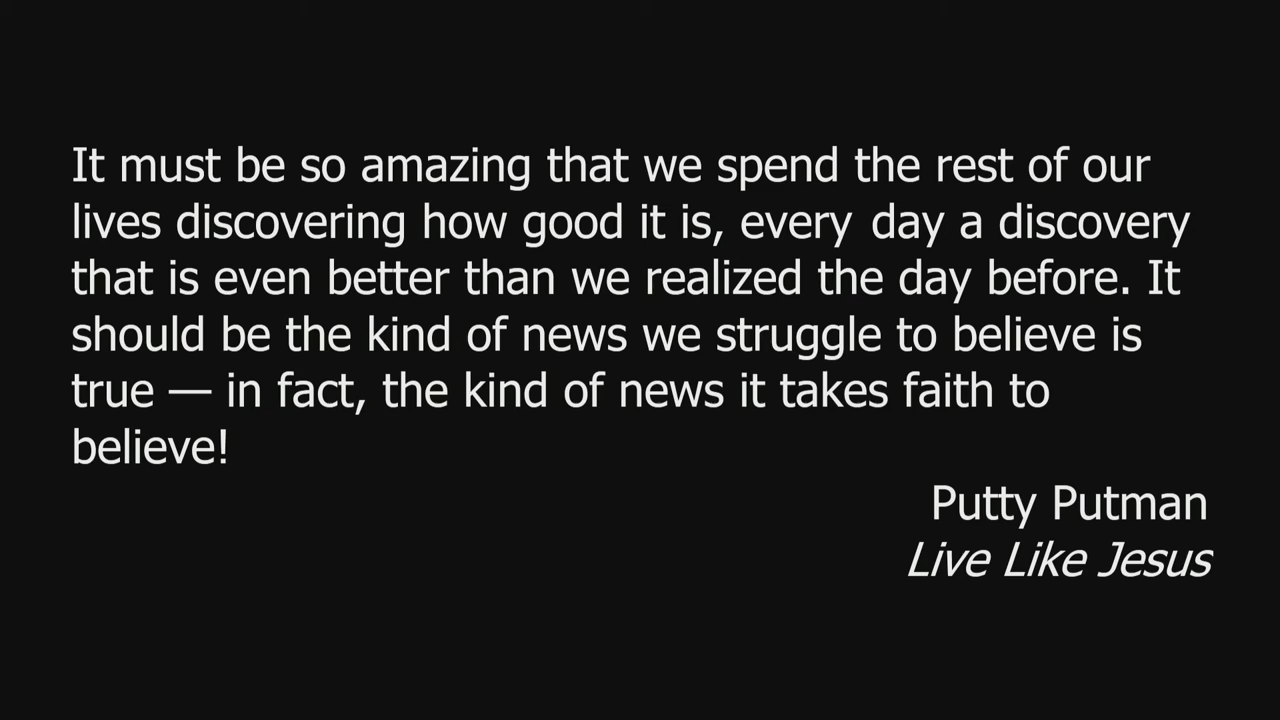 It must be so amazing that we spend the rest of our
lives discovering how good it is, every day a discovery
that is even better than we realized the day before. It
should be the kind of news we struggle to believe is
true — in fact, the kind of news it takes faith to
believe!
Putty Putman
Live Like Jesus